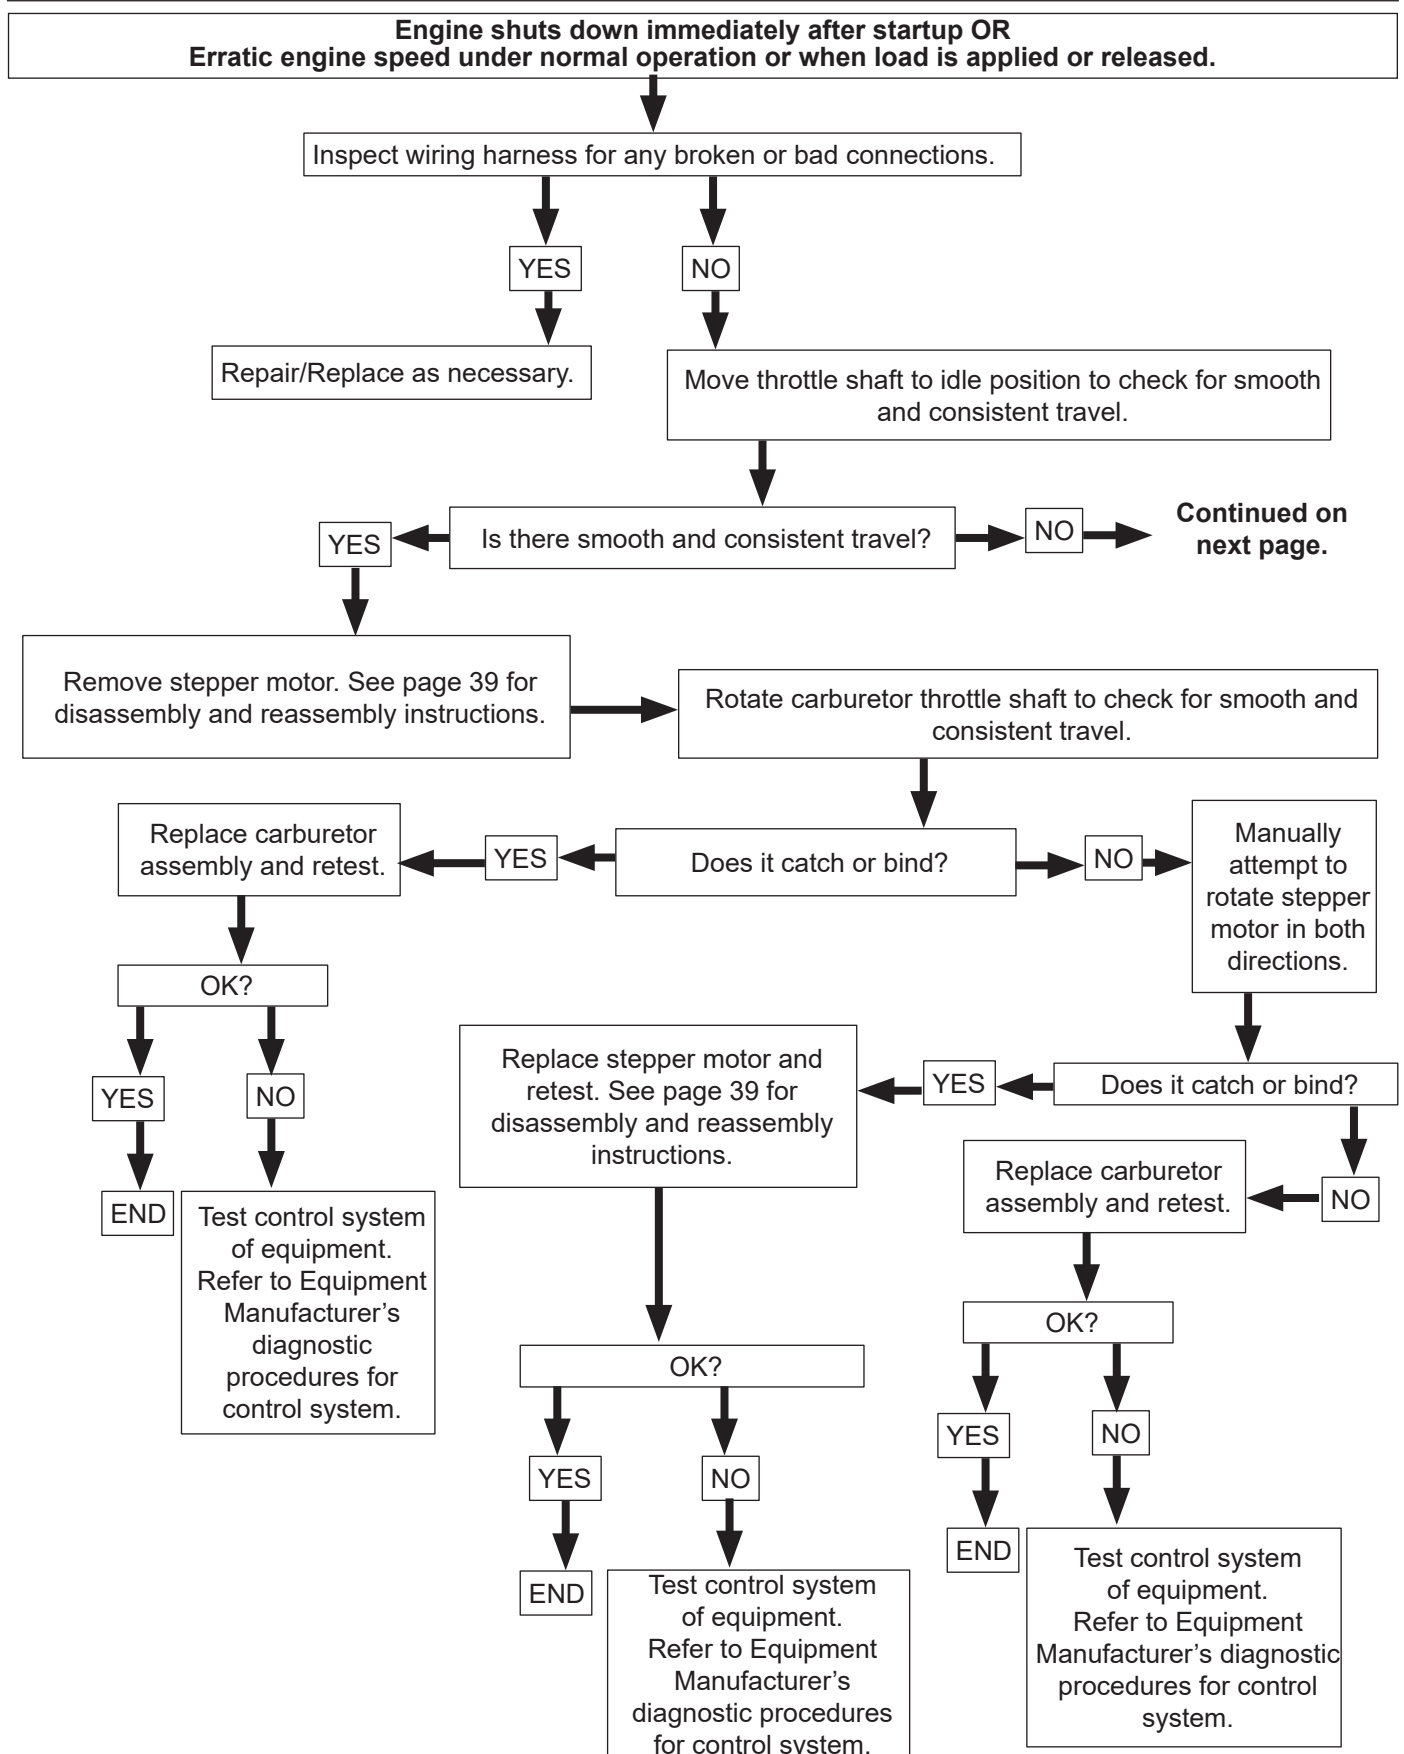 Engine shuts down immediately after startup OR
Erratic engine speed under normal operation or when load is applied or released.
Inspect wiring harness for any broken or bad connections.
YES
NO
Repair/Replace as necessary.
Move throttle shaft to idle position to check for smooth
and consistent travel.
YES
Is there smooth and consistent travel?
NO
Continued on
next page.
Remove stepper motor. See page 39 for
disassembly and reassembly instructions.
Rotate carburetor throttle shaft to check for smooth and
consistent travel.
Replace carburetor
assembly and retest.
YES
Does it catch or bind?
NO
Manually
attempt to
rotate stepper
motor in both
directions.
OK?
YES
NO
END
Test control system
of equipment.
Refer to Equipment
Manufacturer’s
diagnostic
procedures for
control system.
Replace stepper motor and
retest. See page 39 for
disassembly and reassembly
instructions.
YES
Does it catch or bind?
NO
Replace carburetor
assembly and retest.
OK?
YES
NO
END
Test control system
of equipment.
Refer to Equipment
Manufacturer’s
diagnostic procedures
for control system.
OK?
YES
NO
END
Test control system
of equipment.
Refer to Equipment
Manufacturer’s diagnostic
procedures for control
system.